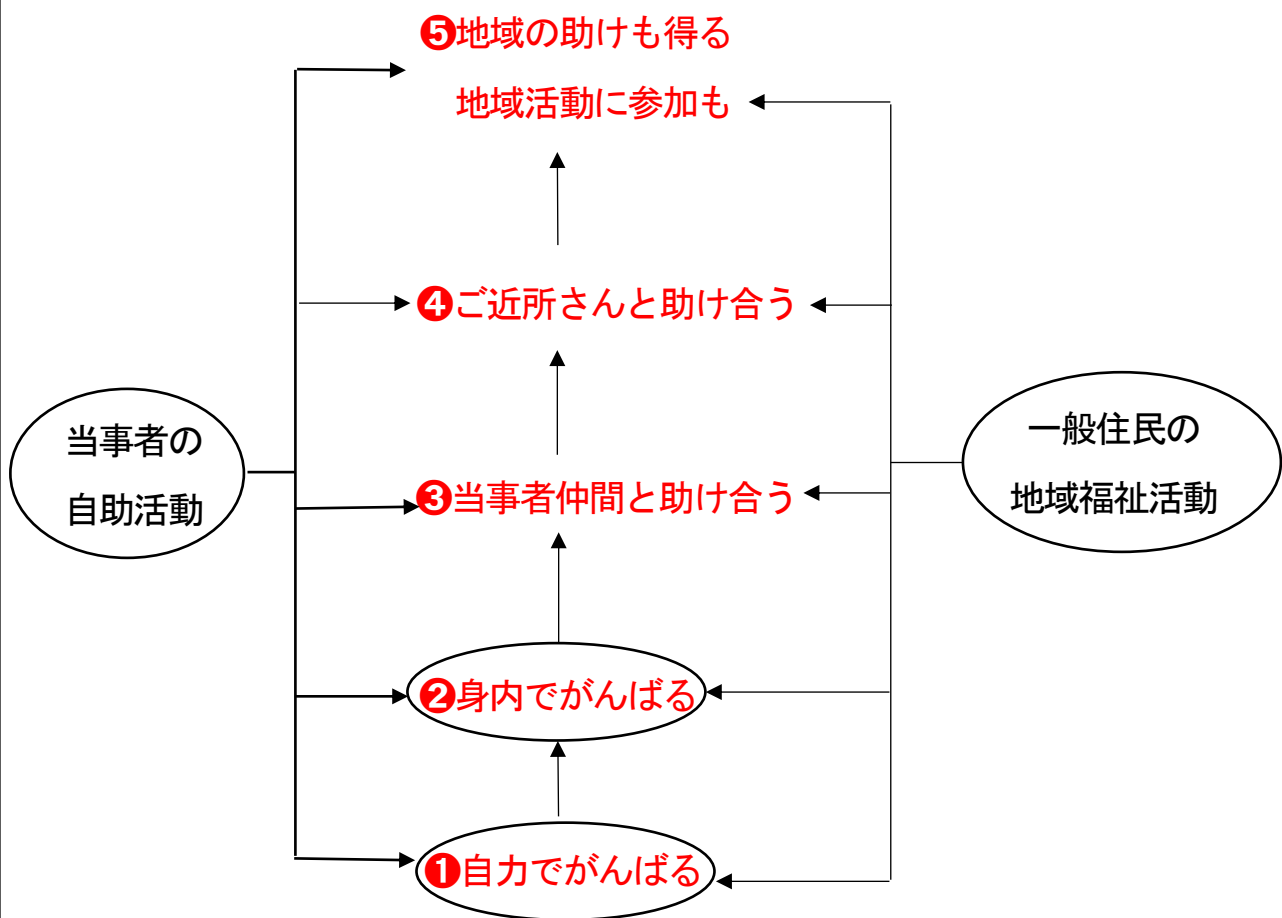 ❺地域の助けも得る
地域活動に参加も
❹ご近所さんと助け合う
当事者の
自助活動
一般住民の
地域福祉活動
❸当事者仲間と助け合う
❷身内でがんばる
❶自力でがんばる